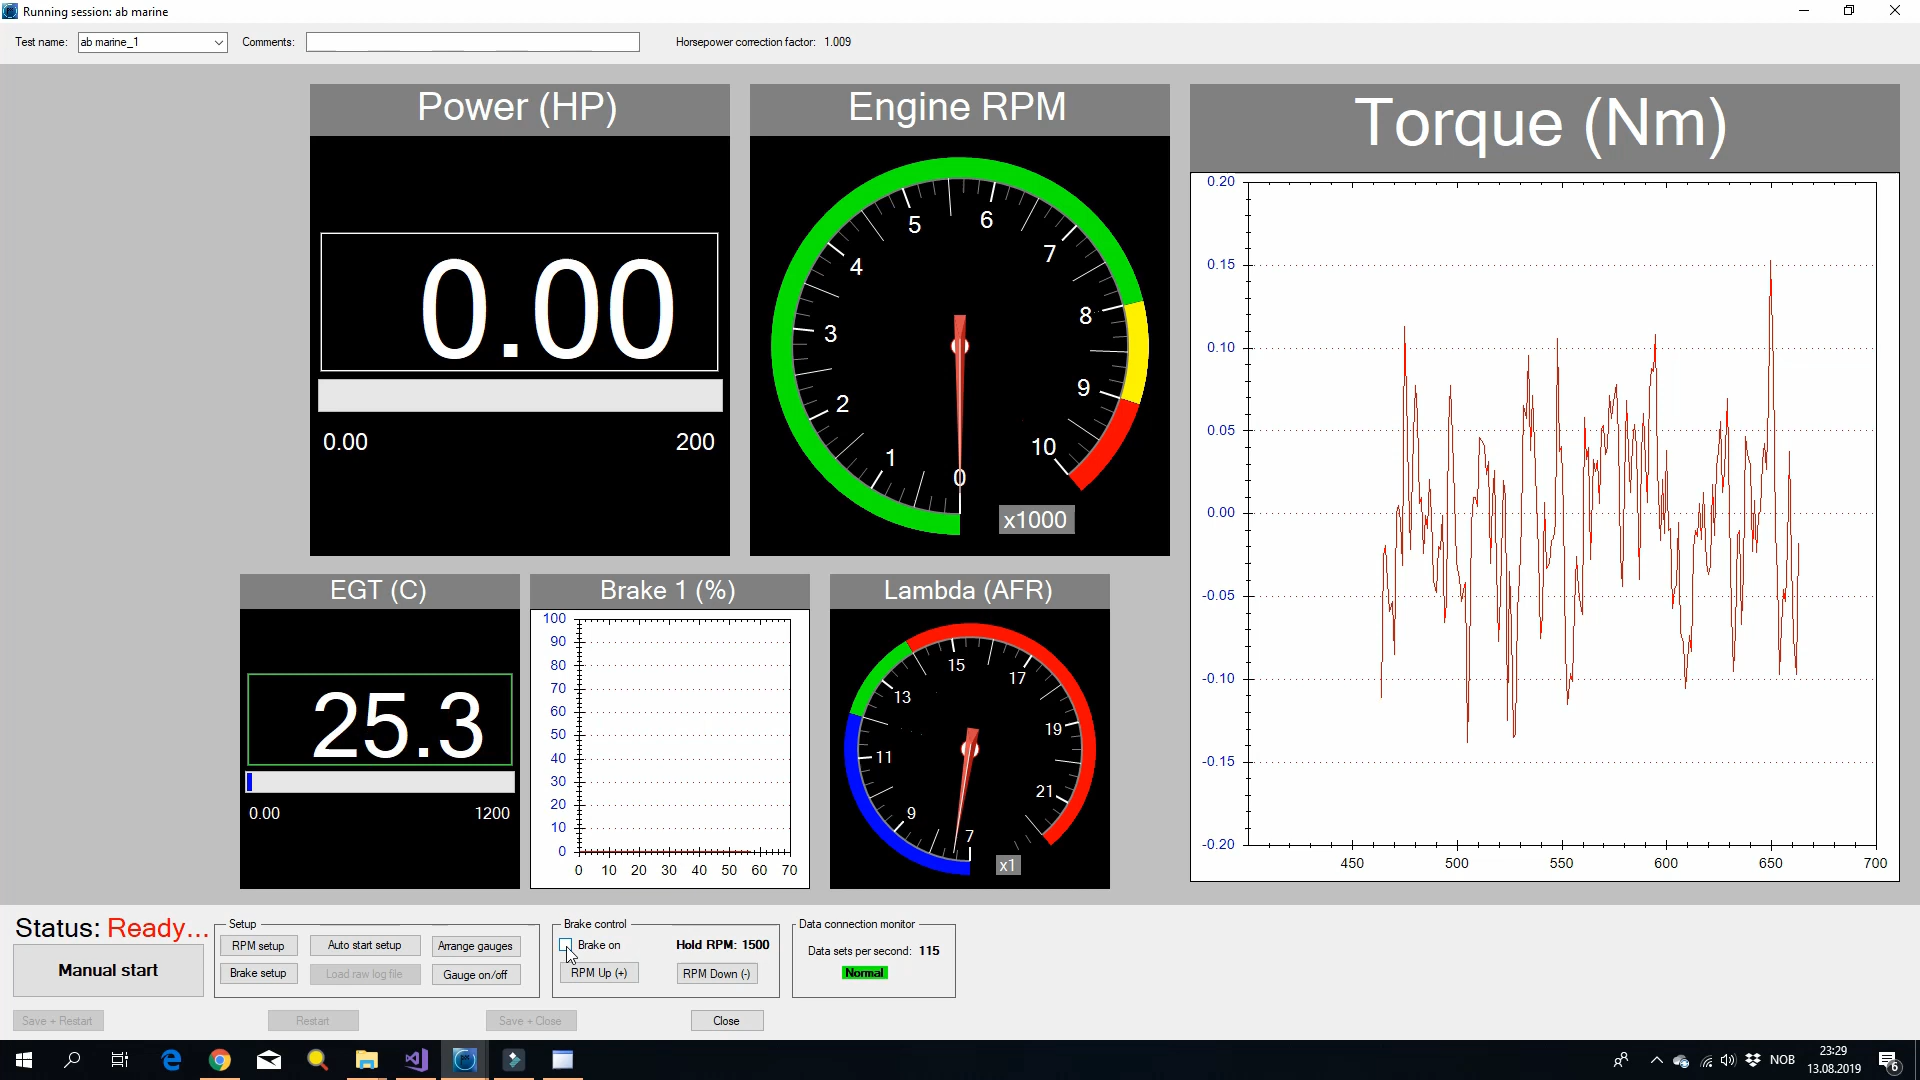 Running session: ab marine
Test name: ab marine_1 Comments: Horsepower correction factor: 1.009
Power (HP)
0.00
0.00 200
Engine RPM
0 1 2 3 4 5 6 7 8 9 10
x1000
Torque (Nm)
0.20
0.15
0.10
0.05
0.00
-0.05
-0.10
-0.15
-0.20
450 500 550 600 650 700
EGT (C)
25.3
0.00 1200
Brake 1 (%)
100
90
80
70
60
50
40
30
20
10
0
0 10 20 30 40 50 60 70
Lambda (AFR)
7 9 11 13 15 17 19 21
x1
Status: Ready...
Manual start
Setup
RPM setup Auto start setup Arrange gauges
Brake setup Load raw log file Gauge on/off
Brake control
Brake on Hold RPM: 1500
RPM Up (+) RPM Down (-)
Data connection monitor
Data sets per second: 115
Normal
Save + Restart Restart Save + Close Close
NOB
23:29
13.08.2019
6